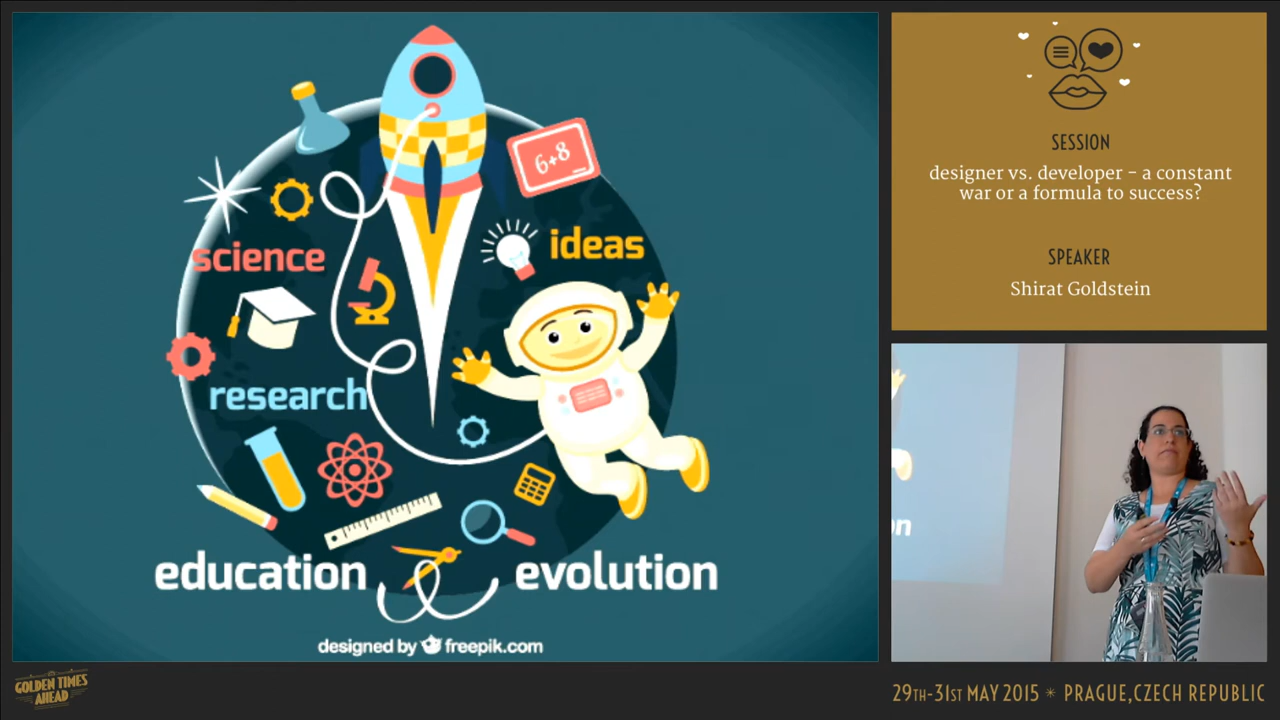 6+8
science
ideas
research
education
evolution
designed by freepik.com
SESSION
designer vs. developer – a constant
war or a formula to success?
SPEAKER
Shirat Goldstein
on
GOLDEN TIMES
AHEAD
29TH-31ST MAY 2015 * PRAGUE,CZECH REPUBLIC